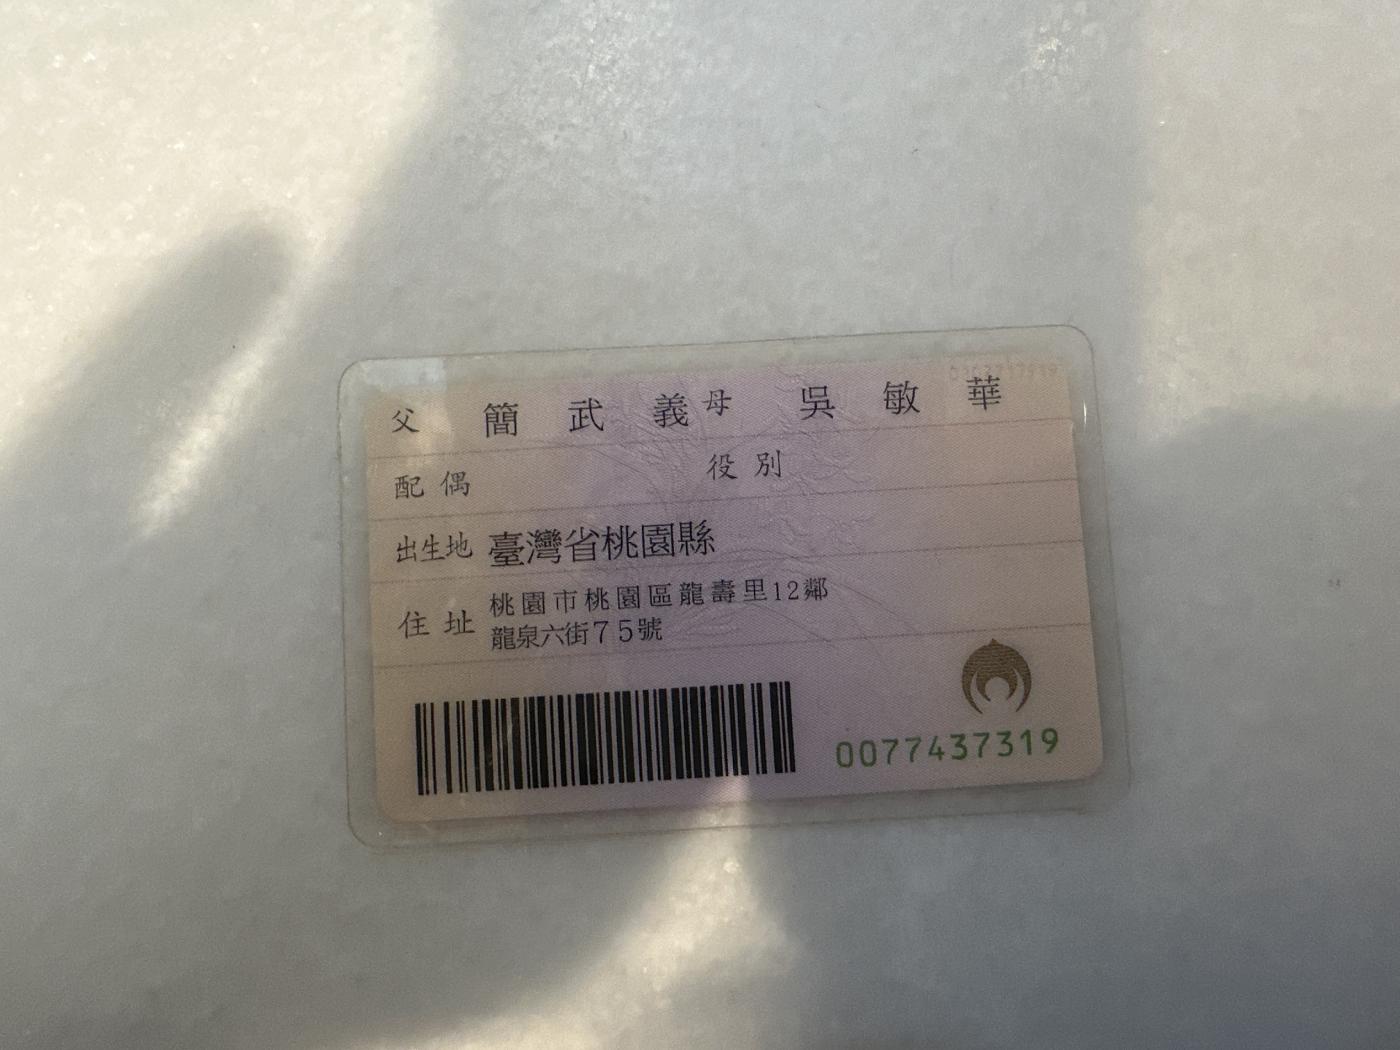 父 簡 武 義 母 吳 敏 華
配 偶 役 別
出生地 臺灣省桃園縣
住 址 桃園市桃園區龍壽里12鄰
龍泉六街75號
0077437319